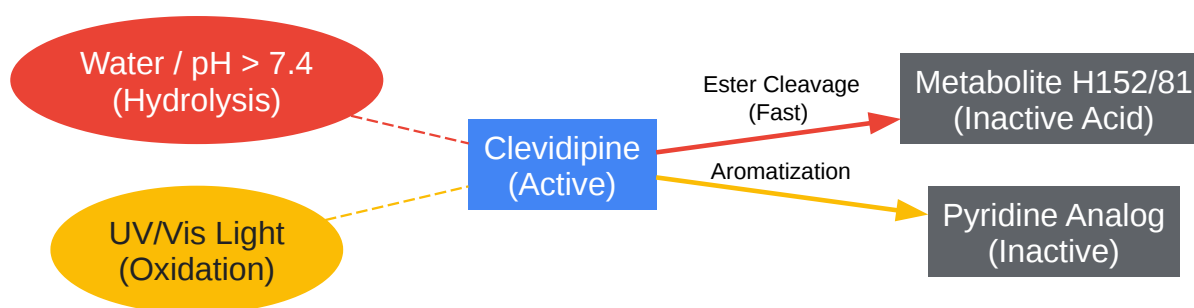 Water / pH > 7.4
(Hydrolysis)
UV/Vis Light
(Oxidation)
Clevidipine
(Active)
Ester Cleavage
(Fast)
Aromatization
Metabolite H152/81
(Inactive Acid)
Pyridine Analog
(Inactive)